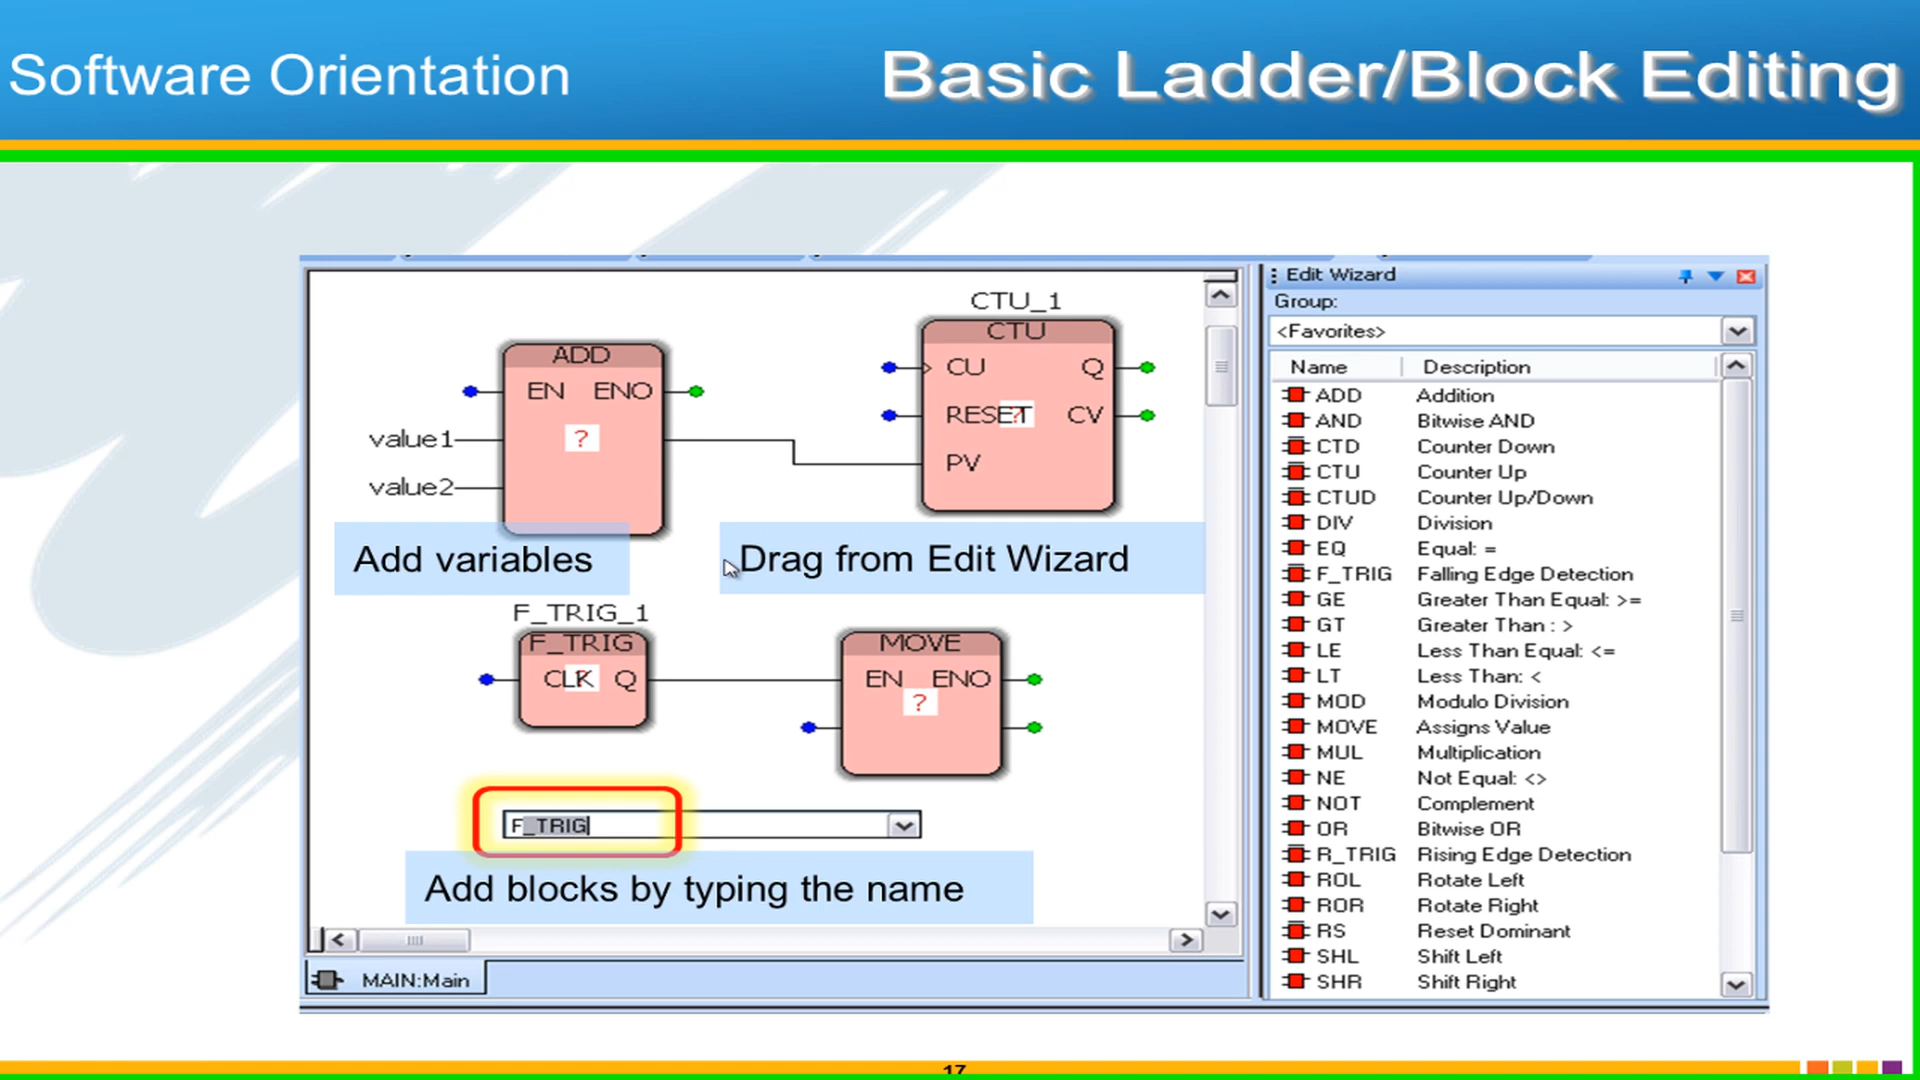 Software Orientation
Basic Ladder/Block Editing
CTU_1
ADD
EN ENO
?
value1
value2
CTU
CU Q
RESET CV
?
PV
Add variables
Drag from Edit Wizard
F_TRIG_1
F_TRIG
CLK Q
MOVE
EN ENO
?
F_TRIG
Add blocks by typing the name
MAIN:Main
Edit Wizard
Group:
<Favorites>
Name Description
ADD Addition
AND Bitwise AND
CTD Counter Down
CTU Counter Up
CTUD Counter Up/Down
DIV Division
EQ Equal: =
F_TRIG Falling Edge Detection
GE Greater Than Equal: >=
GT Greater Than : >
LE Less Than Equal: <=
LT Less Than: <
MOD Modulo Division
MOVE Assigns Value
MUL Multiplication
NE Not Equal: <>
NOT Complement
OR Bitwise OR
R_TRIG Rising Edge Detection
ROL Rotate Left
ROR Rotate Right
RS Reset Dominant
SHL Shift Left
SHR Shift Right
17